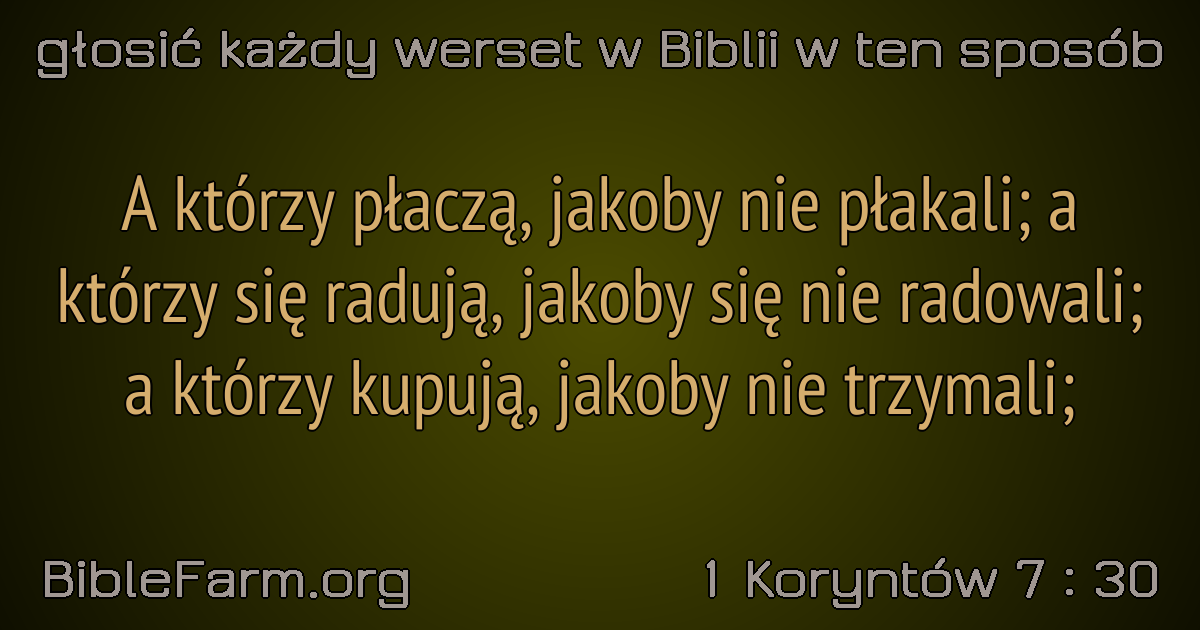 głosić każdy werset w Biblii w ten sposób
A którzy płaczą, jakoby nie płakali; a
którzy się radują, jakoby się nie radowali;
a którzy kupują, jakoby nie trzymali;
BibleFarm.org
1 Koryntów 7 : 30